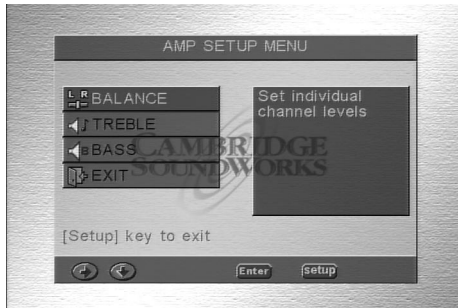 AMP SETUP MENU
L R BALANCE
TREBLE
B BASS
EXIT
Set individual
channel levels
CAMBRIDGE
SOUNDWORKS
[Setup] key to exit
Enter setup